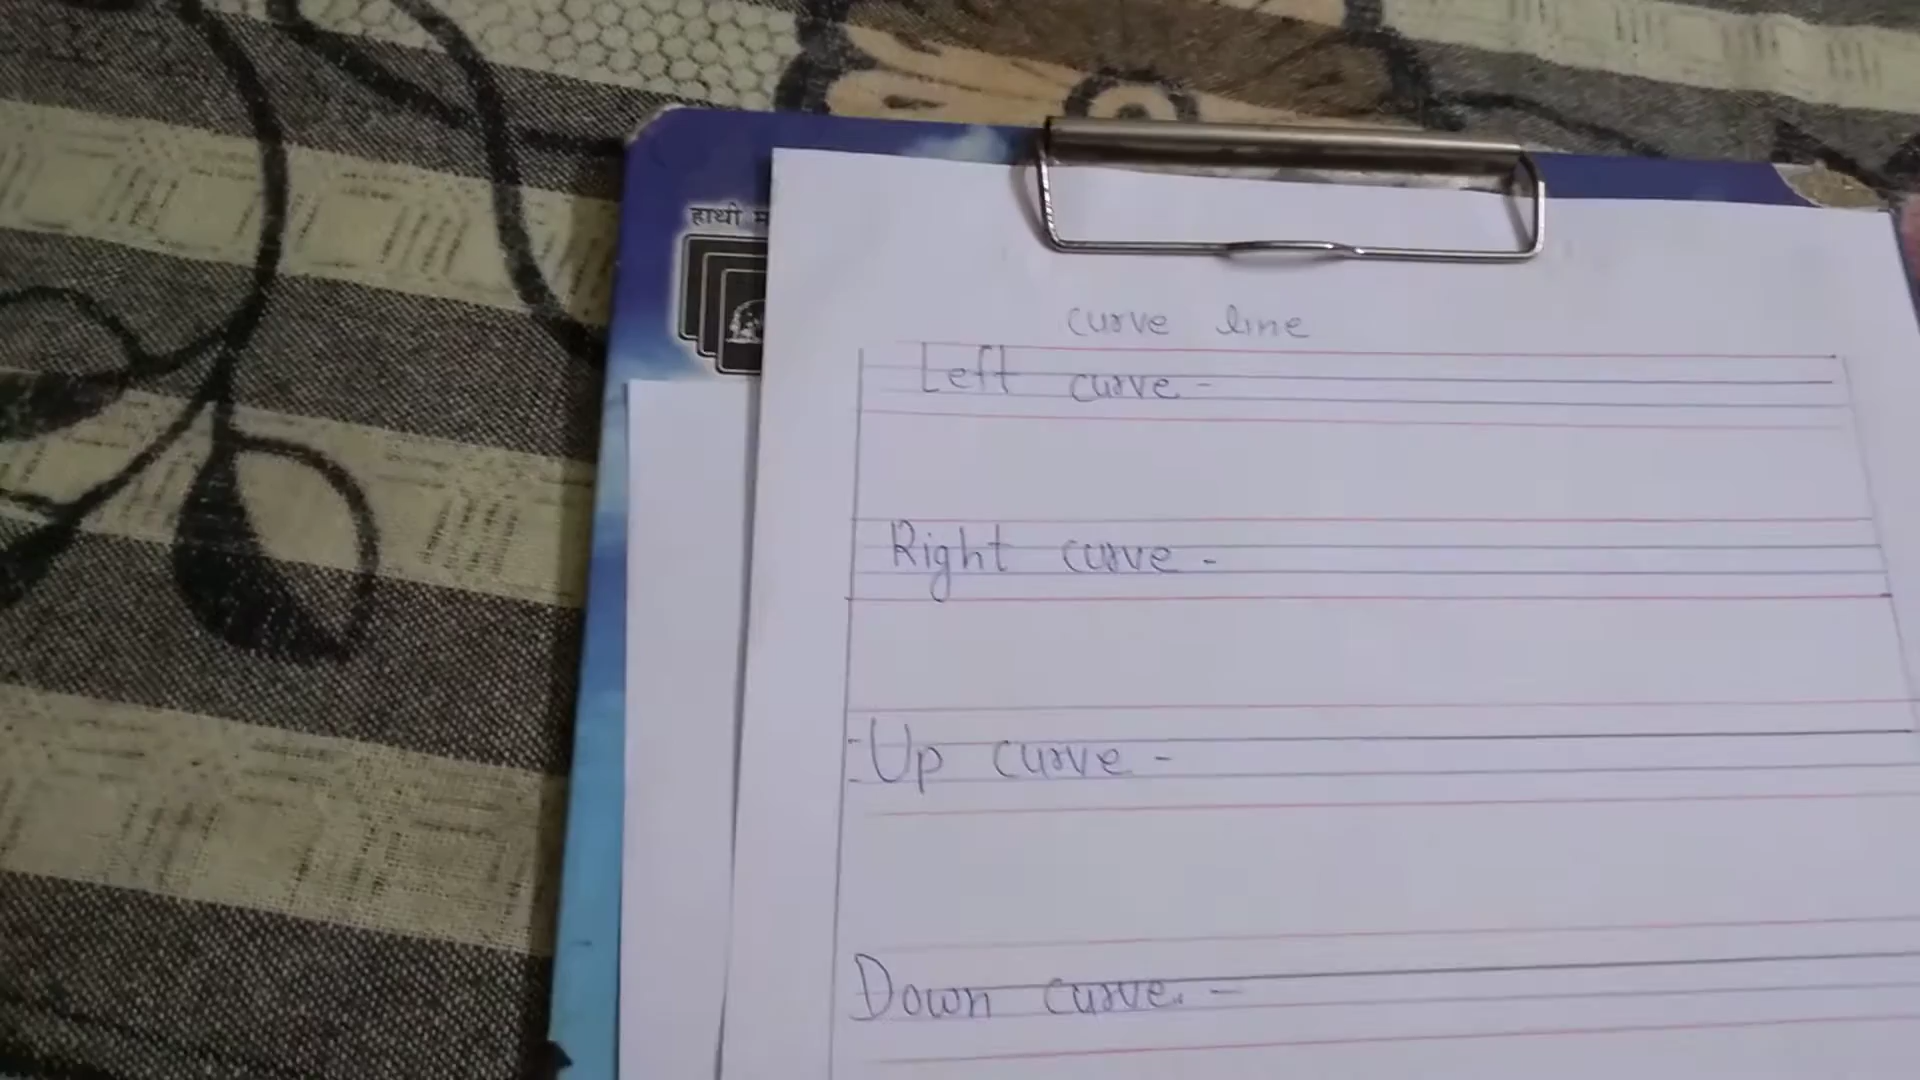 हाथी
curve line
Left curve -
Right curve -
Up curve -
Down curve. -